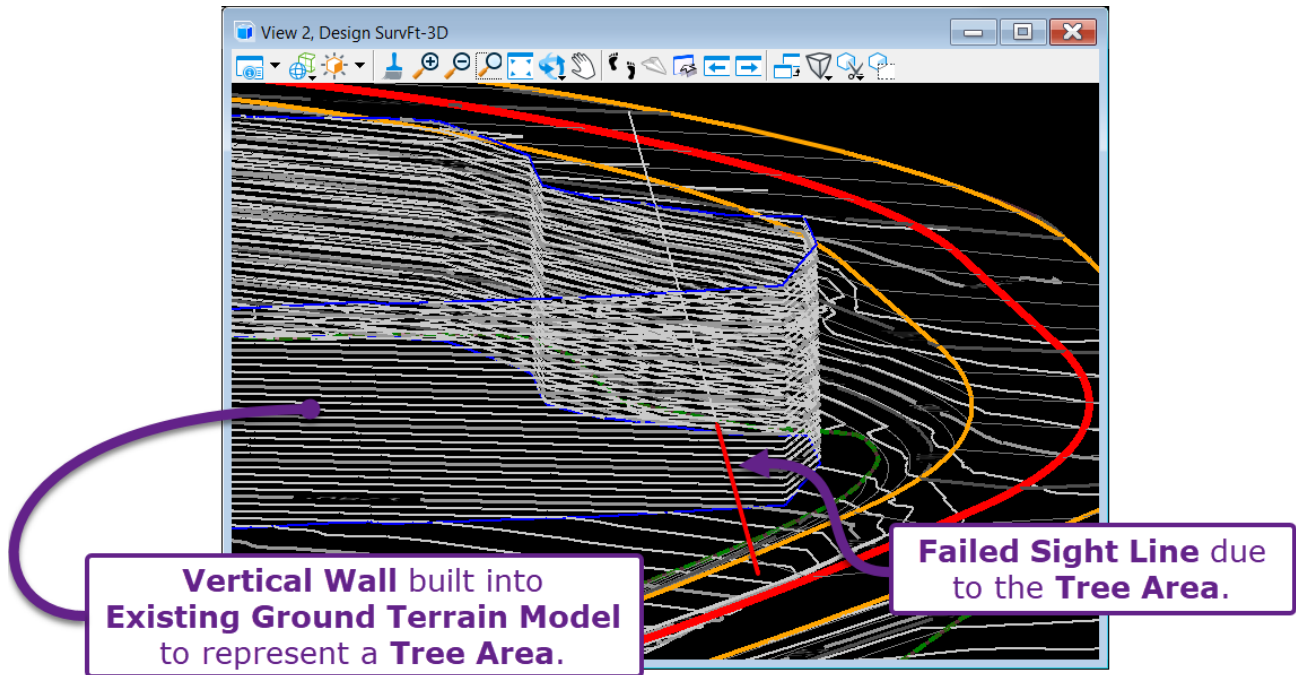 View 2, Design SurvFt-3D
Vertical Wall built into
Existing Ground Terrain Model
to represent a Tree Area.
Failed Sight Line due
to the Tree Area.